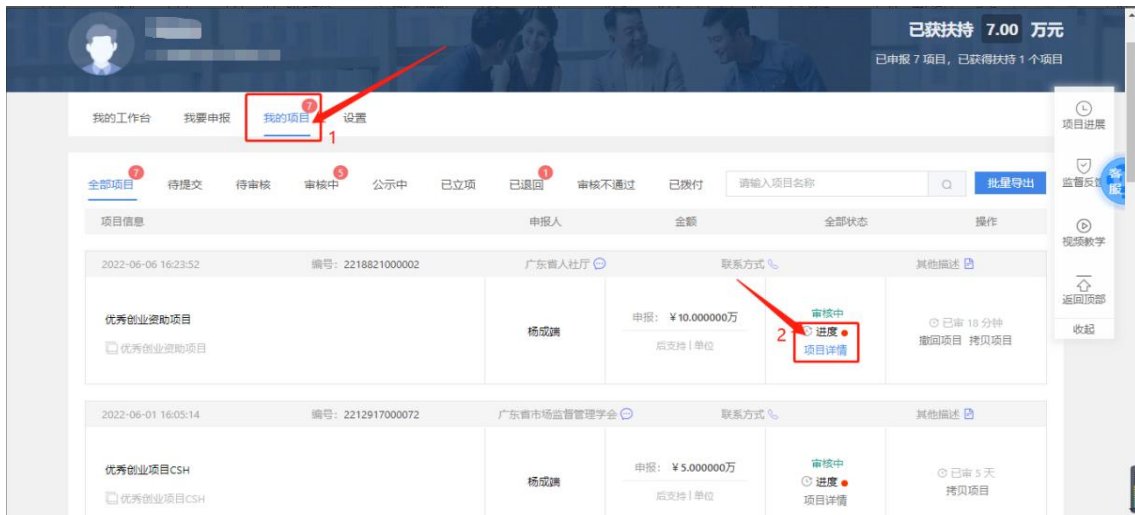 已获扶持 7.00 万元
已申报 7 项目，已获得扶持 1 个项目
我的工作台 我要申报 我的项目 7 设置
1
项目进展
监督反馈
客服
视频教学
返回顶部
收起
全部项目 7 待提交 待审核 审核中 5 公示中 已立项 已退回 1 审核不通过 已拨付 请输入项目名称 批量导出
项目信息 申报人 金额 全部状态 操作
2022-06-06 16:23:52 编号：2218821000002 广东省人社厅 联系方式 其他描述
优秀创业资助项目
优秀创业资助项目
杨成端
申报：￥10.000000万
后支持 | 单位
2
审核中
进度
项目详情
已审 18 分钟
撤回项目 拷贝项目
2022-06-01 16:05:14 编号：2212917000072 广东省市场监督管理学会 联系方式 其他描述
优秀创业项目CSH
优秀创业项目CSH
杨成端
申报：￥5.000000万
后支持 | 单位
审核中
进度
项目详情
已审 5 天
拷贝项目